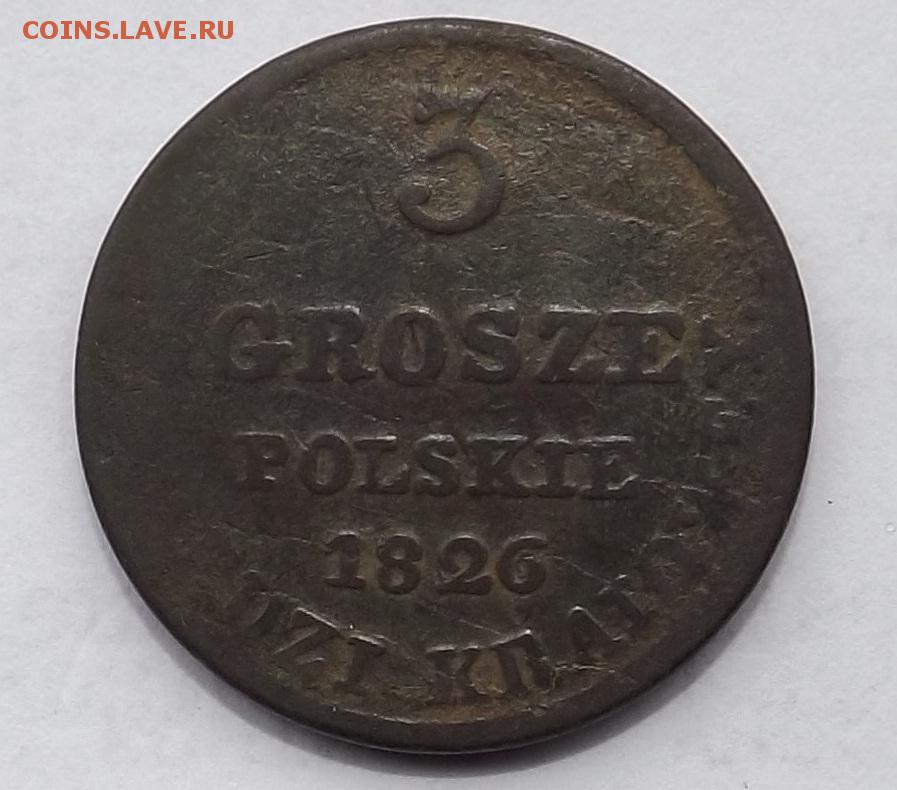 COINS.LAVE.RU
3
GROSZE
POLSKIE
1826